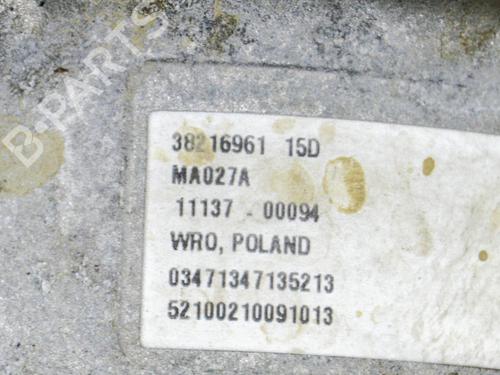 B-PARTS
38216961 15D
MA027A
11137 - 00094
WRO, POLAND
03471347135213
52100210091013